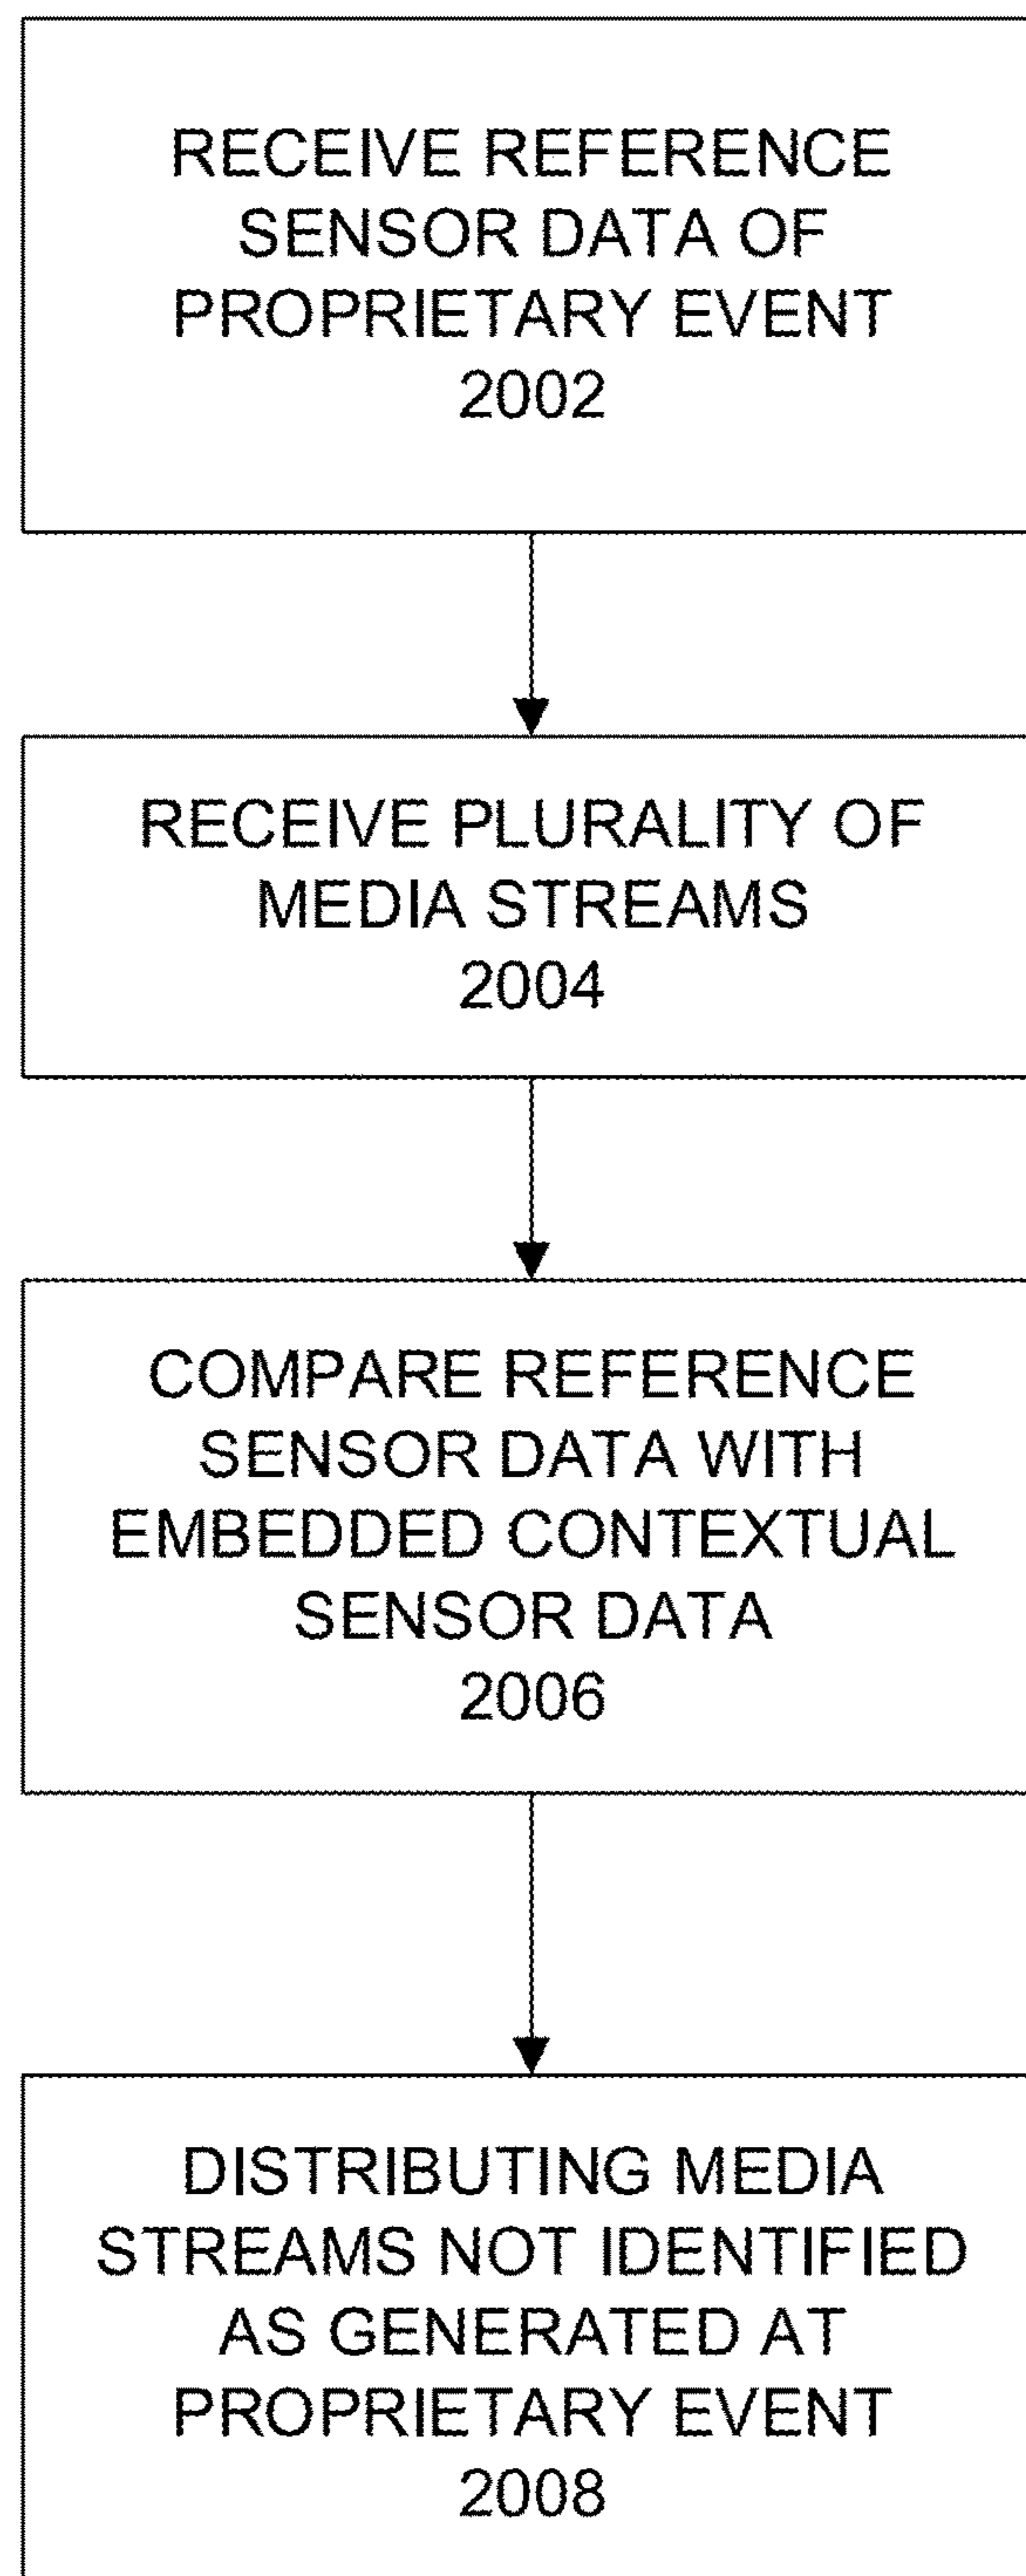 RECEIVE REFERENCE
SENSOR DATA OF
PROPRIETARY EVENT
2002
RECEIVE PLURALITY OF
MEDIA STREAMS
2004
COMPARE REFERENCE
SENSOR DATA WITH
EMBEDDED CONTEXTUAL
SENSOR DATA
2006
DISTRIBUTING MEDIA
STREAMS NOT IDENTIFIED
AS GENERATED AT
PROPRIETARY EVENT
2008